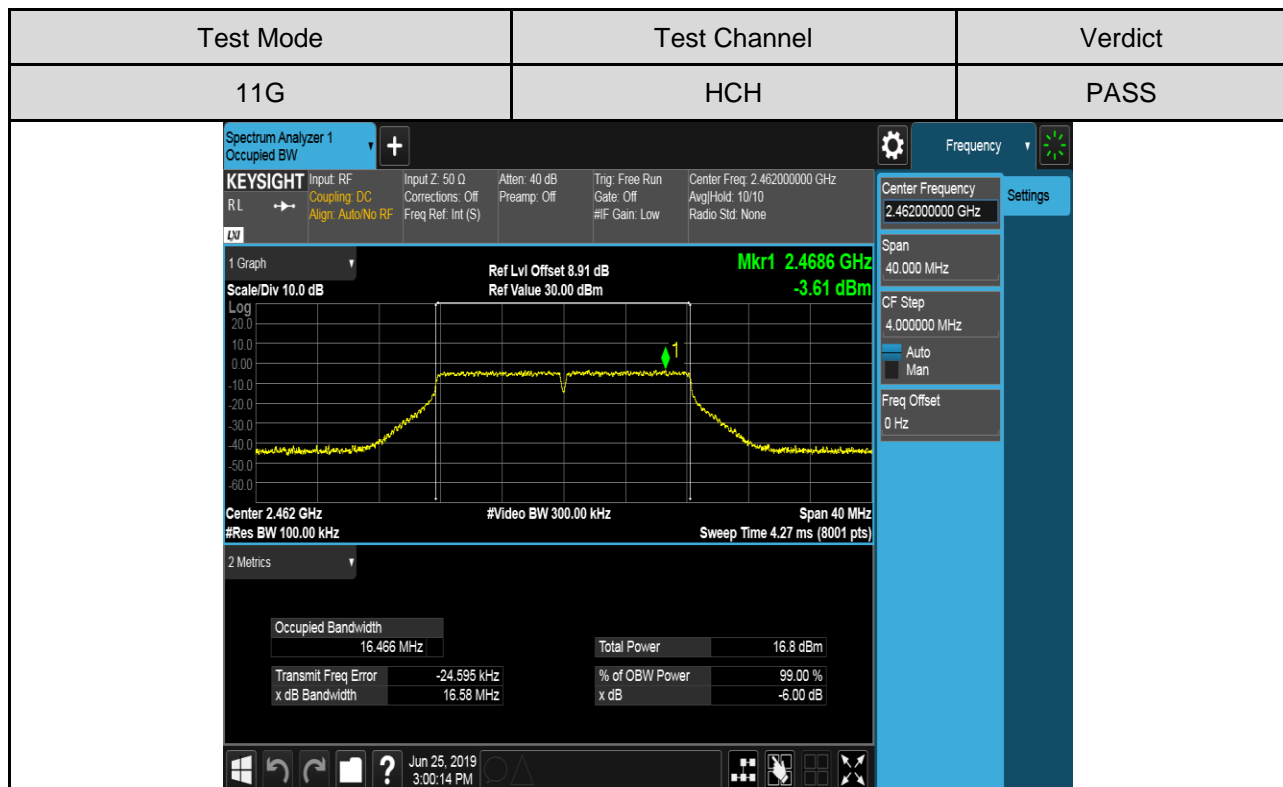 Test Mode Test Channel Verdict
11G HCH PASS
Spectrum Analyzer 1
Occupied BW
+
Frequency
KEYSIGHT Input: RF Input Z: 50 Ω Atten: 40 dB Trig: Free Run Center Freq: 2.462000000 GHz
RL Coupling: DC Corrections: Off Preamp: Off Gate: Off Avg|Hold: 10/10
Align: Auto/No RF Freq Ref: Int (S) #IF Gain: Low Radio Std: None
LXI
Center Frequency
2.462000000 GHz
Settings
Span
40.000 MHz
CF Step
4.000000 MHz
Auto
Man
Freq Offset
0 Hz
1 Graph
Ref Lvl Offset 8.91 dB Mkr1 2.4686 GHz
Scale/Div 10.0 dB Ref Value 30.00 dBm -3.61 dBm
Log
20.0
10.0
0.00
-10.0
-20.0
-30.0
-40.0
-50.0
-60.0
1
Center 2.462 GHz #Video BW 300.00 kHz Span 40 MHz
#Res BW 100.00 kHz Sweep Time 4.27 ms (8001 pts)
2 Metrics
Occupied Bandwidth
16.466 MHz Total Power 16.8 dBm
Transmit Freq Error -24.595 kHz % of OBW Power 99.00 %
x dB Bandwidth 16.58 MHz x dB -6.00 dB
? Jun 25, 2019
3:00:14 PM